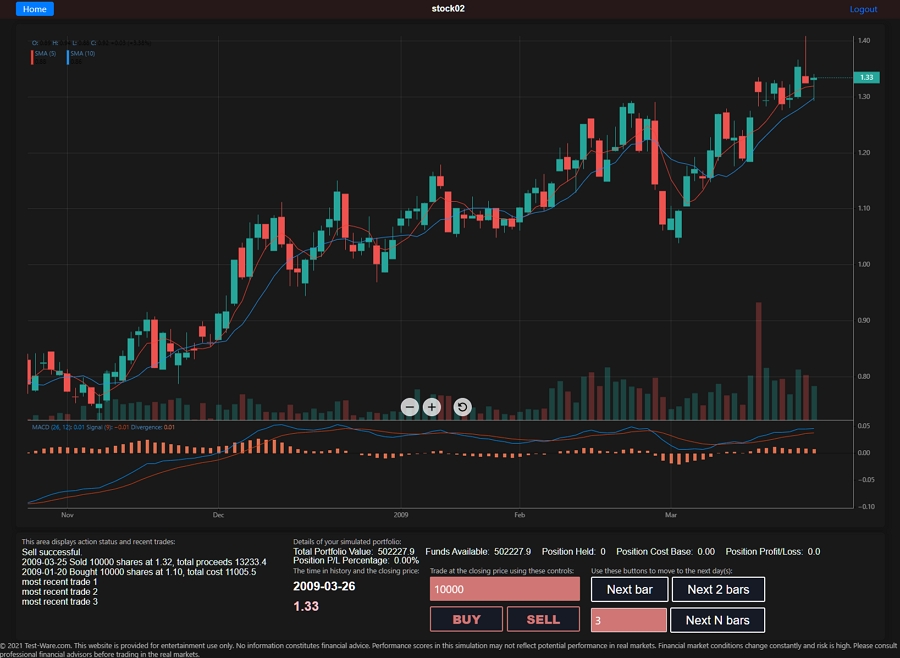 Home
stock02
Logout
O: H: L: C:
SMA (5)
SMA (10)
1.40
1.33
1.30
1.20
1.10
1.00
0.90
0.80
MACD (26, 12): 0.01 Signal (9): −0.01 Divergence: 0.01
0.05
0.00
−0.05
−0.10
Nov Dec 2009 Feb Mar
This area displays action status and recent trades:
Sell successful.
2009-03-25 Sold 10000 shares at 1.32, total proceeds 13233.4
2009-01-20 Bought 10000 shares at 1.10, total cost 11005.5
most recent trade 1
most recent trade 2
most recent trade 3
Details of your simulated portfolio:
Total Portfolio Value: 502227.9 Funds Available: 502227.9 Position Held: 0 Position Cost Base: 0.00 Position Profit/Loss: 0.0
Position P/L Percentage: 0.00%
The time in history and the closing price:
2009-03-26
1.33
Trade at the closing price using these controls:
10000
BUY SELL
Use these buttons to move to the next day(s):
Next bar Next 2 bars
3 Next N bars
© 2021 Test-Ware.com. This website is provided for entertainment use only. No information constitutes financial advice. Performance scores in this simulation may not reflect potential performance in real markets. Financial market conditions change constantly and risk is high. Please consult
professional financial advisors before trading in the real markets.